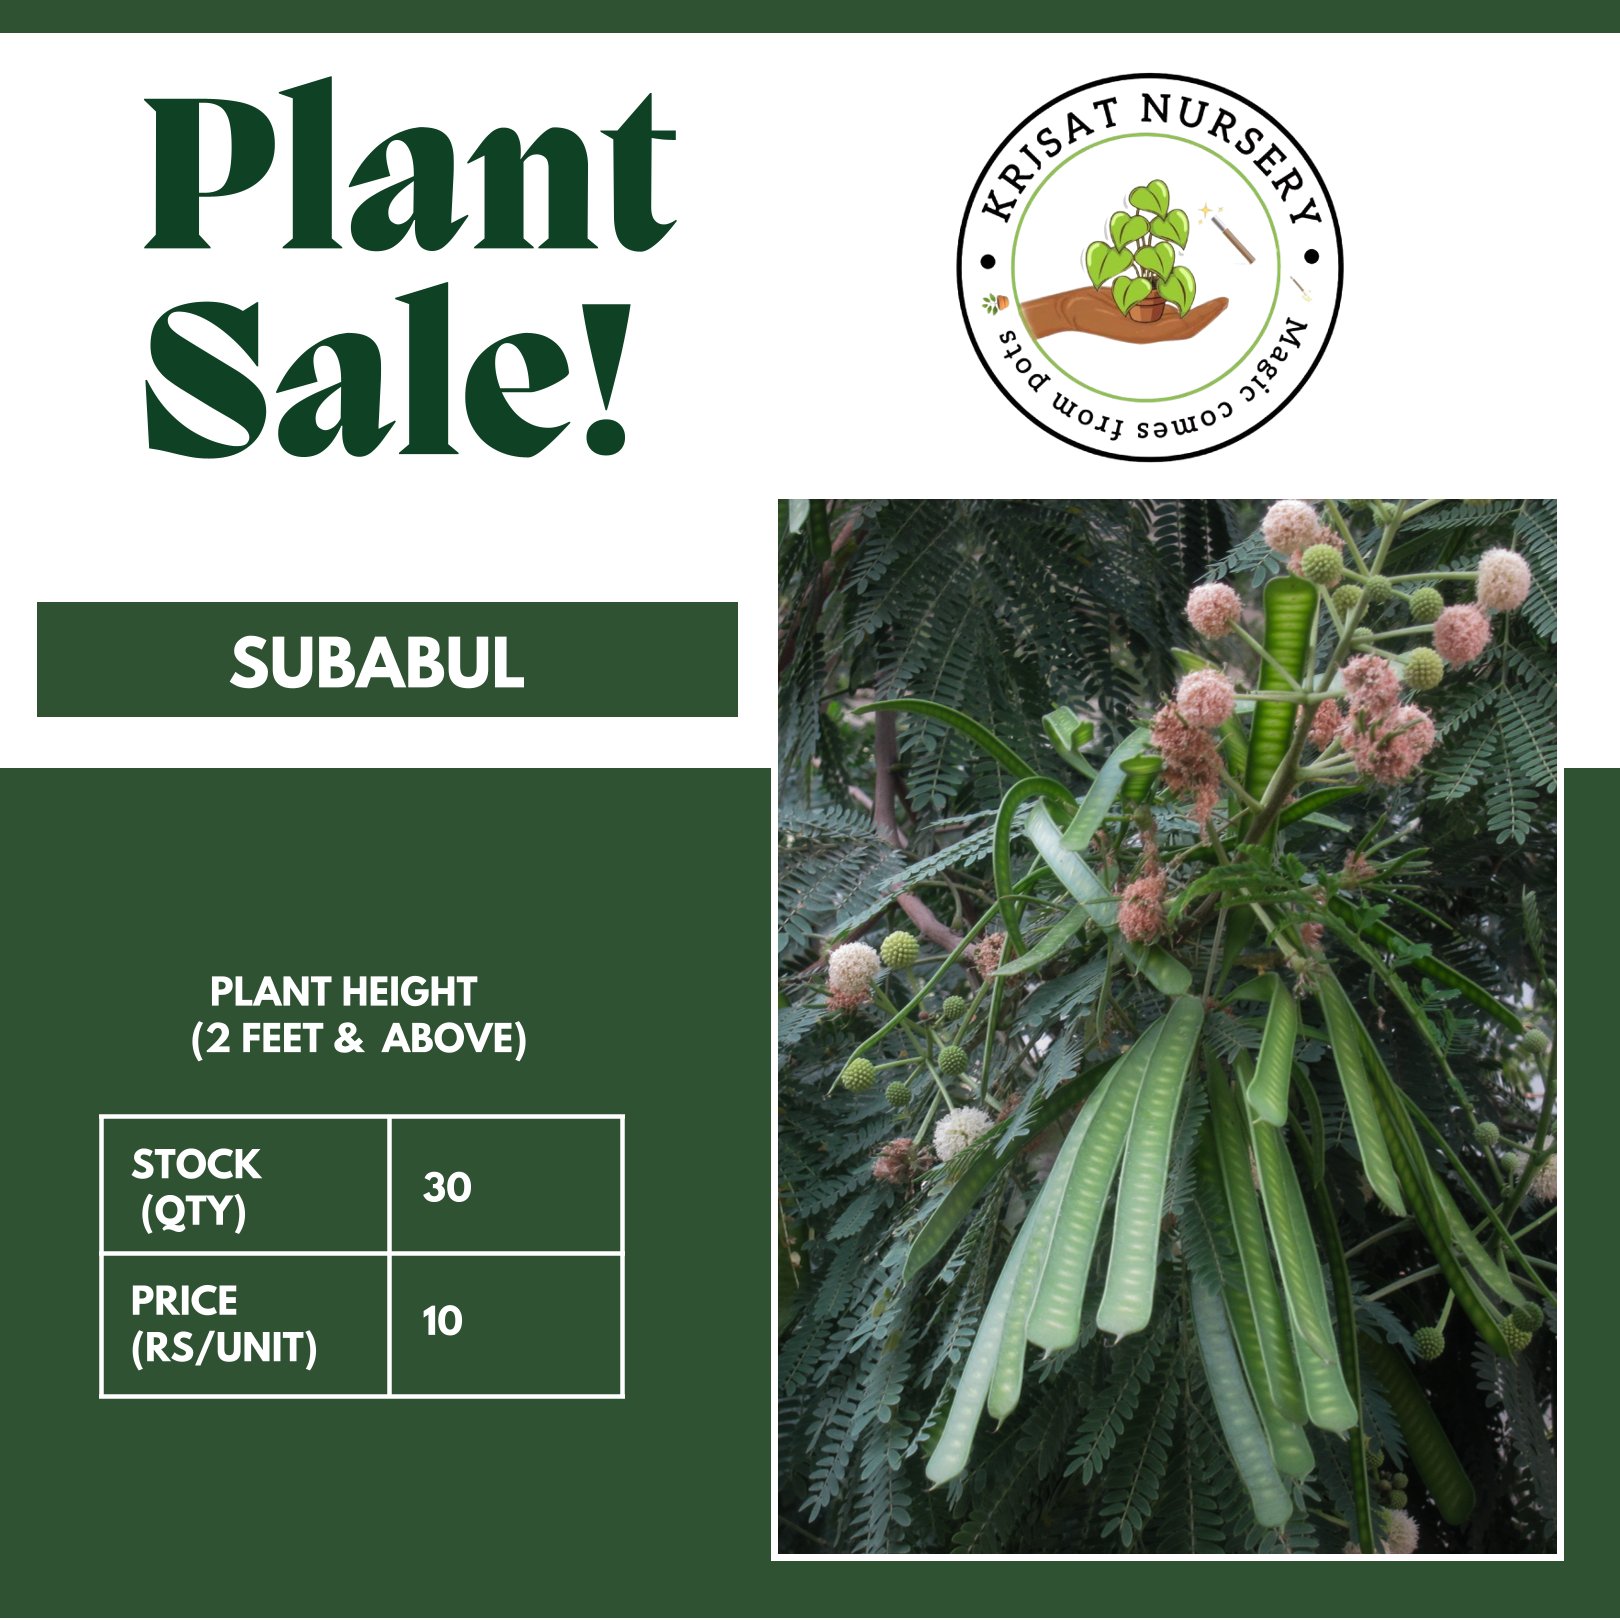 Plant
Sale!
KRJSAT NURSERY
Magic comes from pots
SUBABUL
PLANT HEIGHT
(2 FEET & ABOVE)
STOCK
(QTY)
30
PRICE
(RS/UNIT)
10